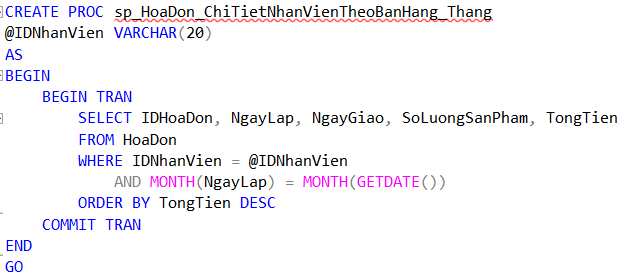 CREATE PROC sp_HoaDon_ChiTietNhanVienTheoBanHang_Thang
@IDNhanVien VARCHAR(20)
AS
BEGIN
BEGIN TRAN
SELECT IDHoaDon, NgayLap, NgayGiao, SoLuongSanPham, TongTien
FROM HoaDon
WHERE IDNhanVien = @IDNhanVien
AND MONTH(NgayLap) = MONTH(GETDATE())
ORDER BY TongTien DESC
COMMIT TRAN
END
GO